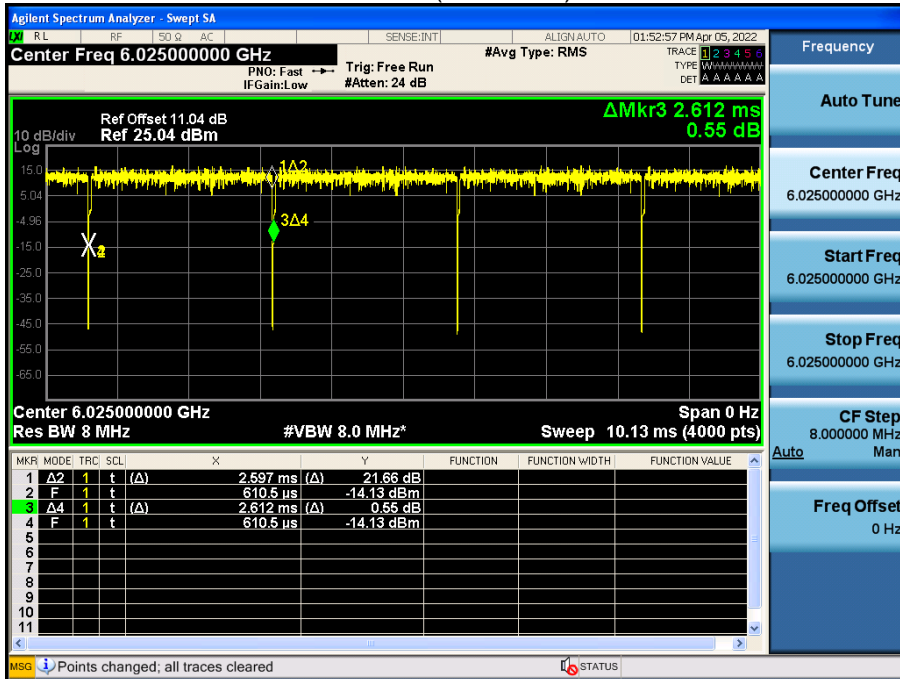 Agilent Spectrum Analyzer - Swept SA
LXI RL RF 50 Ω AC SENSE:INT ALIGN AUTO 01:52:57 PM Apr 05, 2022
Center Freq 6.025000000 GHz #Avg Type: RMS TRACE 1 2 3 4 5 6
PNO: Fast Trig: Free Run TYPE WWWWWW
IFGain:Low #Atten: 24 dB DET A A A A A A
Frequency
Auto Tune
Center Freq
6.025000000 GHz
Start Freq
6.025000000 GHz
Stop Freq
6.025000000 GHz
CF Step
8.000000 MHz
Auto Man
Freq Offset
0 Hz
ΔMkr3 2.612 ms
0.55 dB
Ref Offset 11.04 dB
10 dB/div Ref 25.04 dBm
Log
15.0
5.04
-4.96
-15.0
-25.0
-35.0
-45.0
-55.0
-65.0
1Δ2
3Δ4
Center 6.025000000 GHz Span 0 Hz
Res BW 8 MHz #VBW 8.0 MHz* Sweep 10.13 ms (4000 pts)
MKR MODE TRC SCL X Y FUNCTION FUNCTION WIDTH FUNCTION VALUE
1 Δ2 1 t (Δ) 2.597 ms (Δ) 21.66 dB
2 F 1 t 610.5 µs -14.13 dBm
3 Δ4 1 t (Δ) 2.612 ms (Δ) 0.55 dB
4 F 1 t 610.5 µs -14.13 dBm
5
6
7
8
9
10
11
MSG Points changed; all traces cleared STATUS